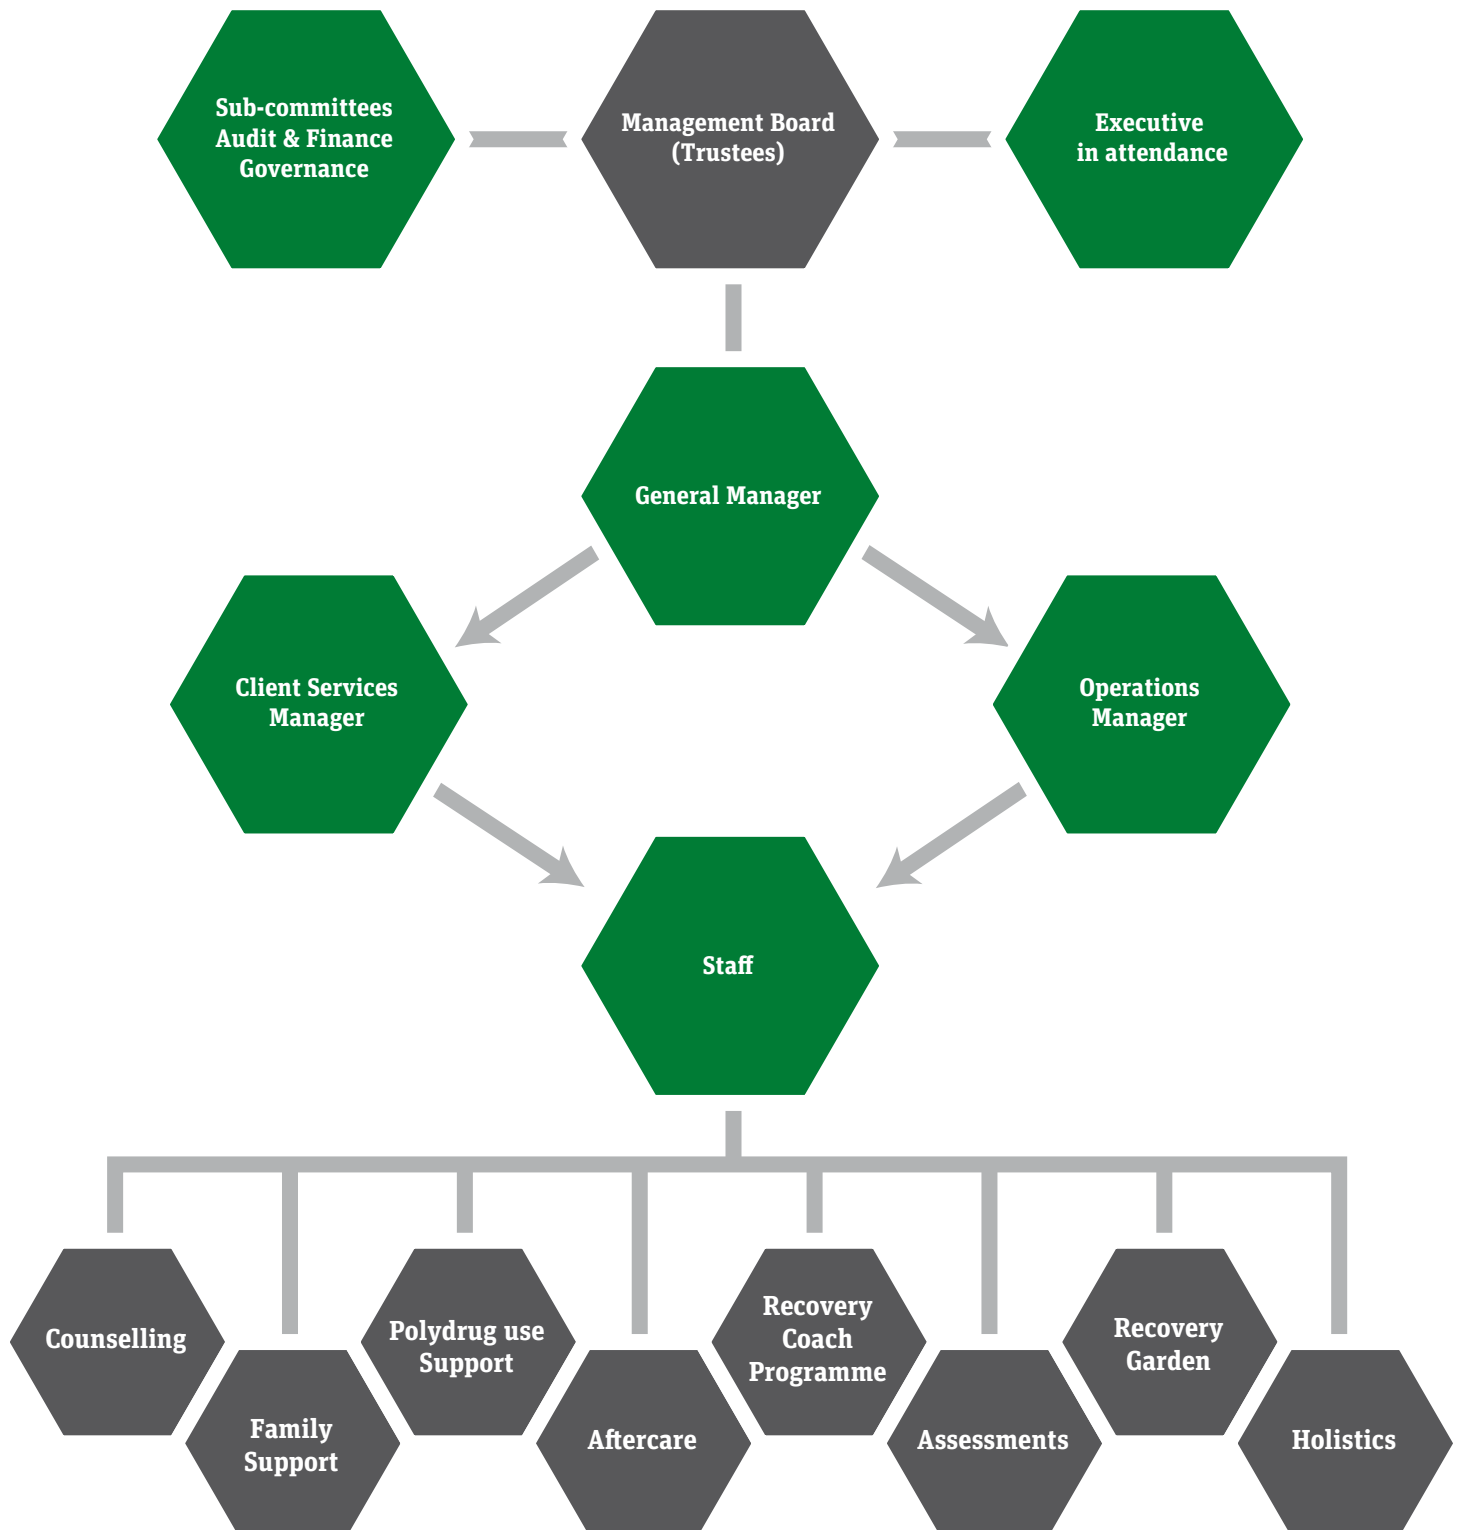 Sub-committees
Audit & Finance
Governance
Management Board
(Trustees)
Executive
in attendance
General Manager
Client Services
Manager
Operations
Manager
Staff
Counselling
Family
Support
Polydrug use
Support
Aftercare
Recovery
Coach
Programme
Assessments
Recovery
Garden
Holistics